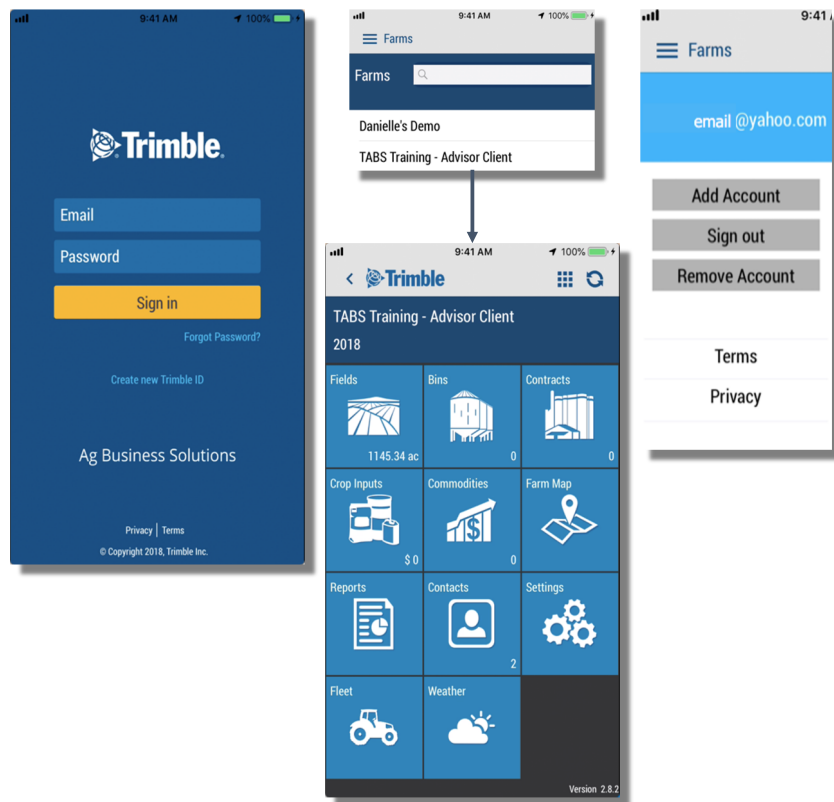 9:41 AM
100%
Trimble
Email
Password
Sign in
Forgot Password?
Create new Trimble ID
Ag Business Solutions
Privacy | Terms
© Copyright 2018, Trimble Inc.
9:41 AM
100%
Farms
Farms
Danielle's Demo
TABS Training - Advisor Client
9:41 AM
100%
Trimble
TABS Training - Advisor Client
2018
Fields
1145.34 ac
Bins
0
Contracts
0
Crop Inputs
$ 0
Commodities
$
0
Farm Map
Reports
Contacts
2
Settings
Fleet
Weather
Version 2.8.2
9:41
Farms
email @yahoo.com
Add Account
Sign out
Remove Account
Terms
Privacy